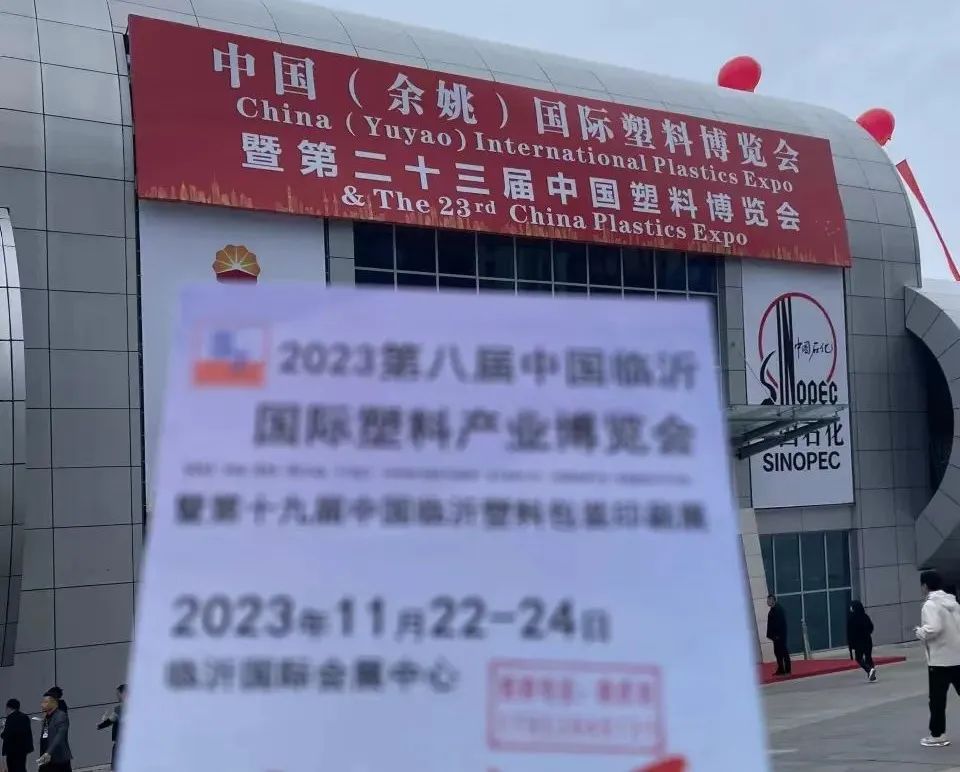 中国（余姚）国际塑料博览会
China (Yuyao) International Plastics Expo
暨第二十三届中国塑料博览会
& The 23rd China Plastics Expo
中国石化
SINOPEC
石化
SINOPEC
2023第八届中国临沂
国际塑料产业博览会
暨第十九届中国临沂塑料包装印刷展
2023年11月22-24日
临沂国际会展中心